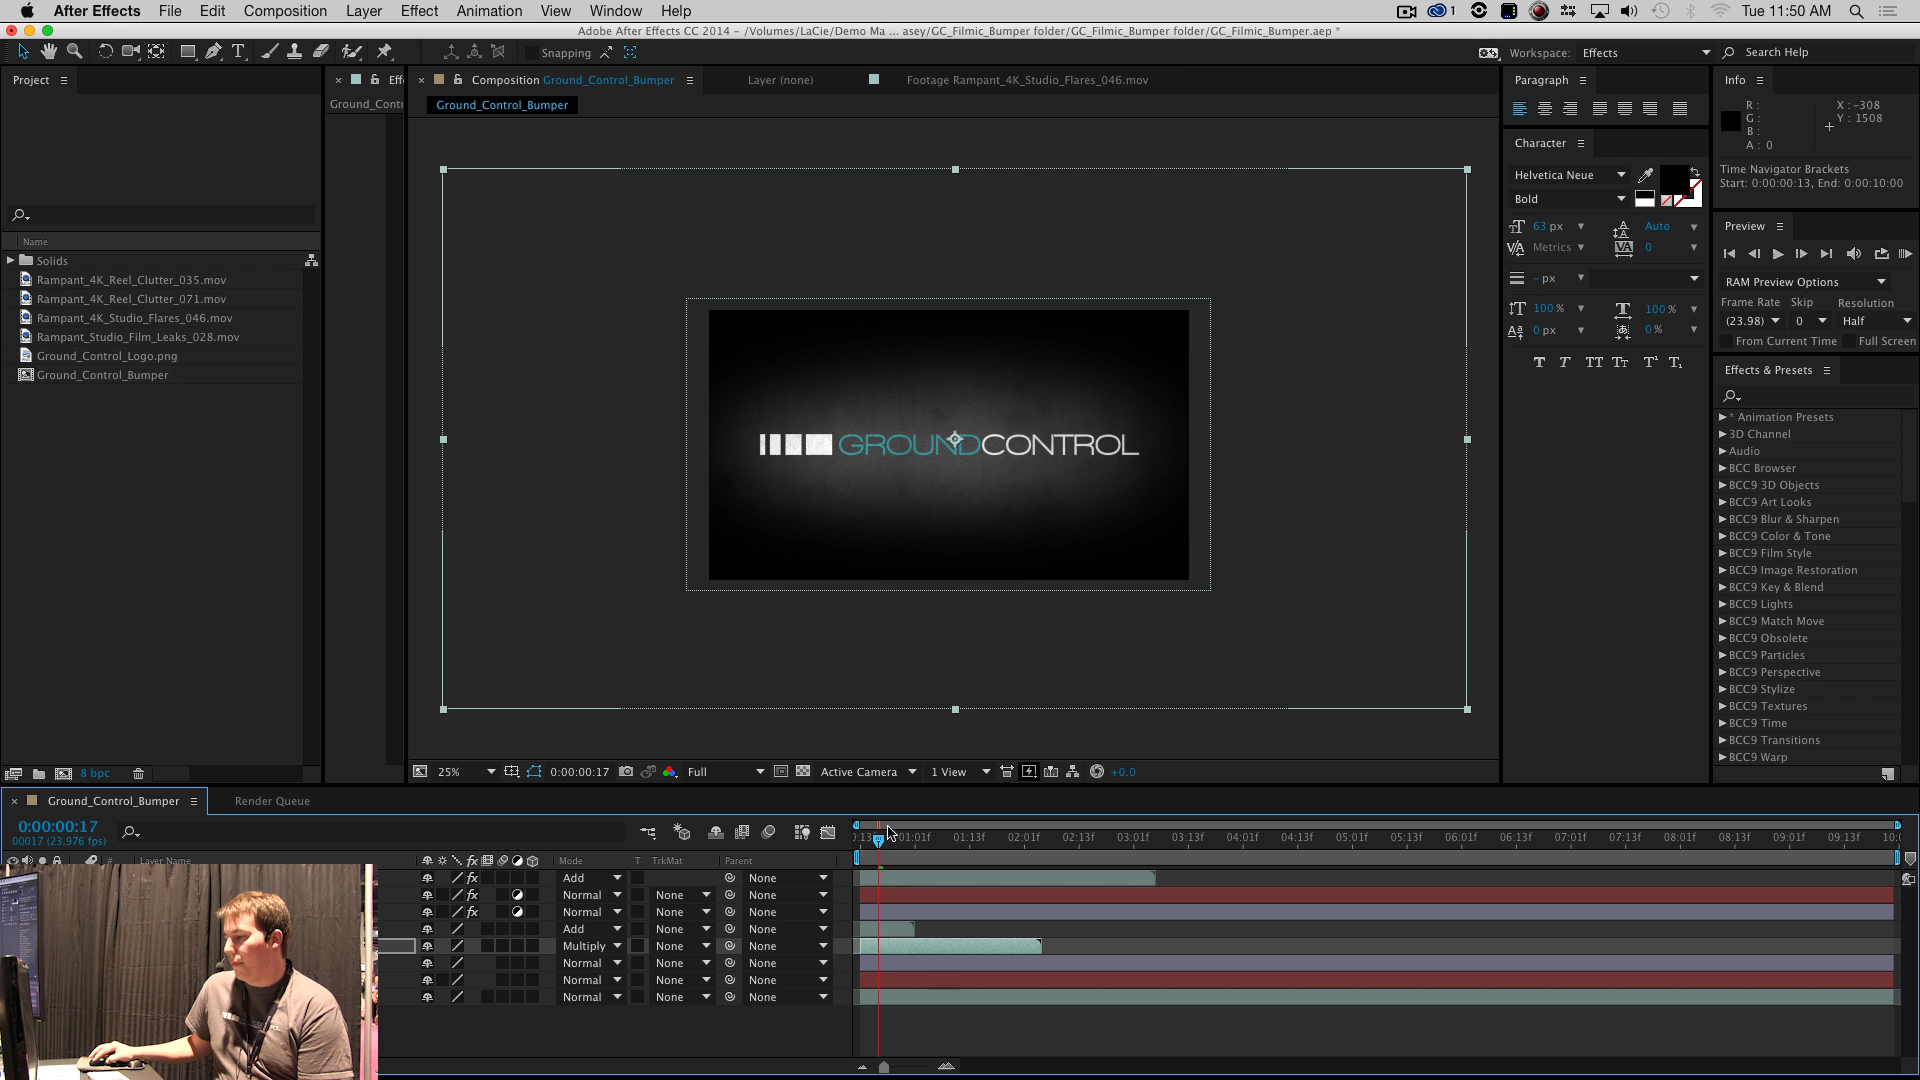 After Effects File Edit Composition Layer Effect Animation View Window Help
1 Tue 11:50 AM
Adobe After Effects CC 2014 - /Volumes/LaCie/Demo Ma ... asey/GC_Filmic_Bumper folder/GC_Filmic_Bumper folder/GC_Filmic_Bumper.aep *
Snapping Workspace: Effects Search Help
Project
Composition Ground_Control_Bumper Layer (none) Footage Rampant_4K_Studio_Flares_046.mov
Ground_Control_Bumper
Name
Solids
Rampant_4K_Reel_Clutter_035.mov
Rampant_4K_Reel_Clutter_071.mov
Rampant_4K_Studio_Flares_046.mov
Rampant_Studio_Film_Leaks_028.mov
Ground_Control_Logo.png
Ground_Control_Bumper
8 bpc
GROUNDCONTROL
25% 0:00:00:17 Full Active Camera 1 View +0.0
Paragraph
Character
Helvetica Neue
Bold
63 px Auto
Metrics 0
- px
100 % 100 %
0 px 0 %
Info
R : X : -308
G : Y : 1508
B :
A : 0
Time Navigator Brackets
Start: 0:00:00:13, End: 0:00:10:00
Preview
RAM Preview Options
Frame Rate Skip Resolution
(23.98) 0 Half
From Current Time Full Screen
Effects & Presets
* Animation Presets
3D Channel
Audio
BCC Browser
BCC9 3D Objects
BCC9 Art Looks
BCC9 Blur & Sharpen
BCC9 Color & Tone
BCC9 Film Style
BCC9 Image Restoration
BCC9 Key & Blend
BCC9 Lights
BCC9 Match Move
BCC9 Obsolete
BCC9 Particles
BCC9 Perspective
BCC9 Stylize
BCC9 Textures
BCC9 Time
BCC9 Transitions
BCC9 Warp
Ground_Control_Bumper Render Queue
0:00:00:17
00017 (23.976 fps)
01:01f 01:13f 02:01f 02:13f 03:01f 03:13f 04:01f 04:13f 05:01f 05:13f 06:01f 06:13f 07:01f 07:13f 08:01f 08:13f 09:01f 09:13f
# Layer Name Mode T TrkMat Parent
Add None
Normal None None
Normal None None
Add None None
Multiply None None
Normal None None
Normal None None
Normal None None